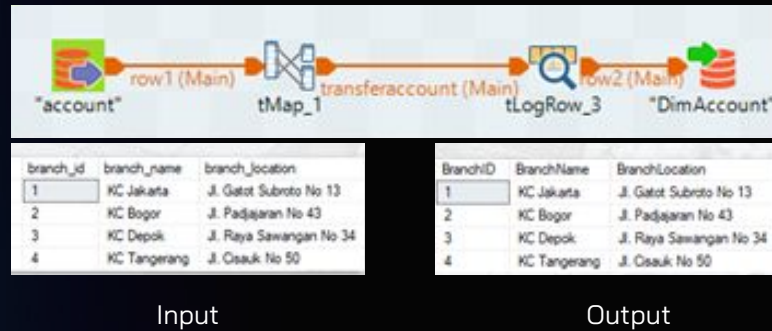 row1 (Main)
transferaccount (Main)
row2 (Main)
"account"
tMap_1
tLogRow_3
"DimAccount"
branch_id branch_name branch_location
1 KC Jakarta Jl. Gatot Subroto No 13
2 KC Bogor Jl. Padjajaran No 43
3 KC Depok Jl. Raya Sawangan No 34
4 KC Tangerang Jl. Cisauk No 50
BranchID BranchName BranchLocation
1 KC Jakarta Jl. Gatot Subroto No 13
2 KC Bogor Jl. Padjajaran No 43
3 KC Depok Jl. Raya Sawangan No 34
4 KC Tangerang Jl. Cisauk No 50
Input
Output